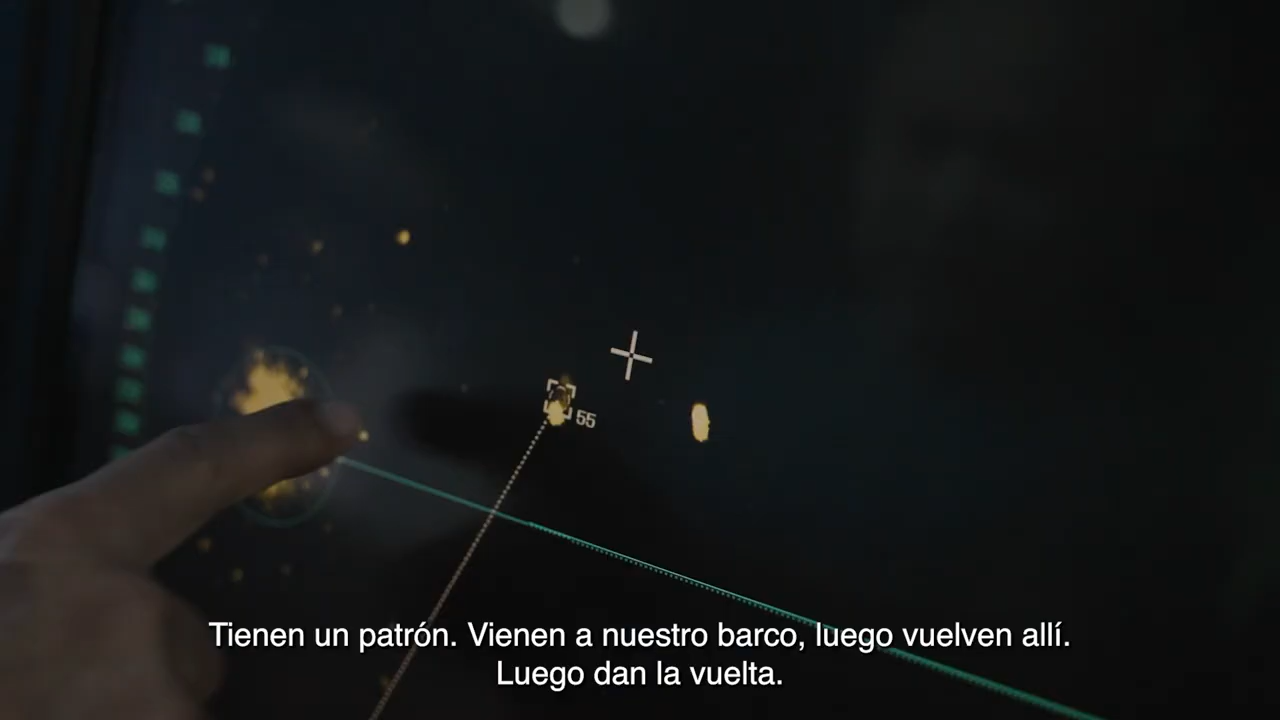 55
Tienen un patrón. Vienen a nuestro barco, luego vuelven allí.
Luego dan la vuelta.